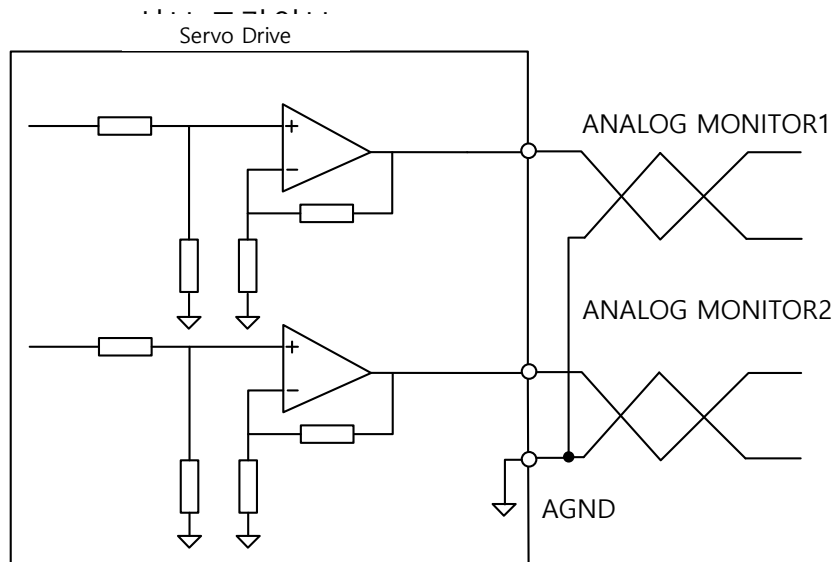 Servo Drive
ANALOG MONITOR1
+
−
ANALOG MONITOR2
+
−
AGND